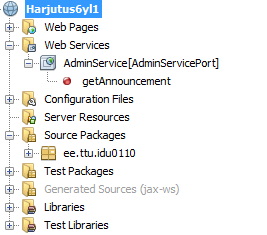 Harjutus6yl1
Web Pages
Web Services
AdminService[AdminServicePort]
getAnnouncement
Configuration Files
Server Resources
Source Packages
ee.ttu.idu0110
Test Packages
Generated Sources (jax-ws)
Libraries
Test Libraries